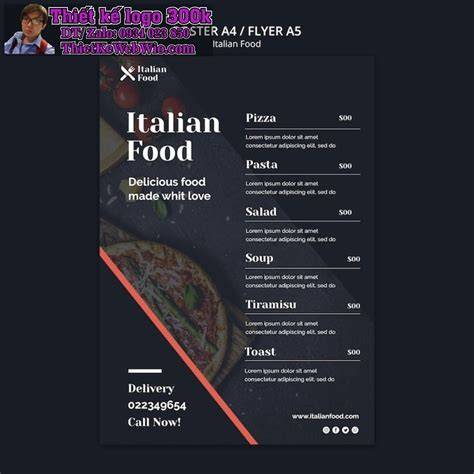 Thiết kế logo 300k
DT/ Zalo: 0934 023 850
ThietKeWebWio.com
STER A4 / FLYER A5
Italian Food
Italian
Food
Italian
Food
Delicious food
made whit love
Pizza $00
Lorem ipsum dolor sit amet
consectetur adipiscing elit, sed do
Pasta $00
Lorem ipsum dolor sit amet
consectetur adipiscing elit, sed do
Salad $00
Lorem ipsum dolor sit amet
consectetur adipiscing elit, sed do
Soup $00
Lorem ipsum dolor sit amet
consectetur adipiscing elit, sed do
Tiramisu $00
Lorem ipsum dolor sit amet
consectetur adipiscing elit, sed do
Toast $00
Lorem ipsum dolor sit amet
consectetur adipiscing elit, sed do
Delivery
022349654
Call Now!
www.italianfood.com